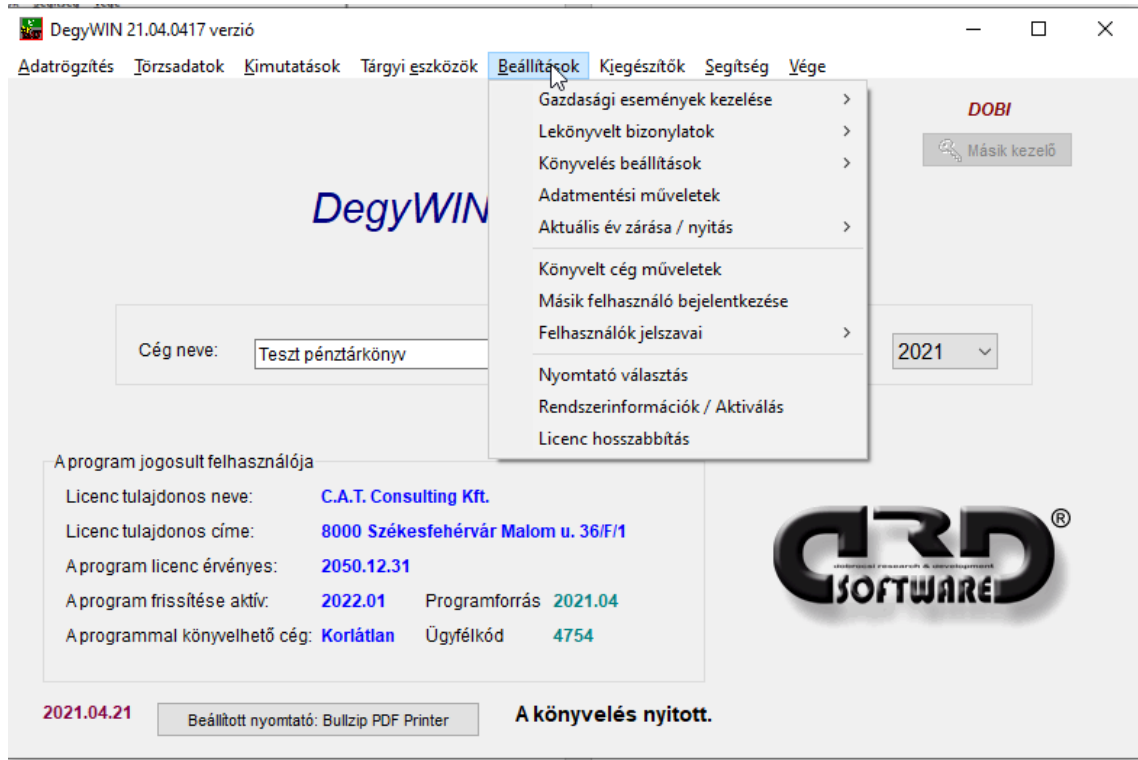 DegyWIN 21.04.0417 verzió
Adatrögzítés Törzsadatok Kimutatások Tárgyi eszközök Beállítások Kiegészítők Segítség Vége
Gazdasági események kezelése
Lekönyvelt bizonylatok
Könyvelés beállítások
Adatmentési műveletek
Aktuális év zárása / nyitás
Könyvelt cég műveletek
Másik felhasználó bejelentkezése
Felhasználók jelszavai
Nyomtató választás
Rendszerinformációk / Aktiválás
Licenc hosszabbítás
DOBI
Másik kezelő
DegyWIN
Cég neve: Teszt pénztárkönyv 2021
A program jogosult felhasználója
Licenc tulajdonos neve: C.A.T. Consulting Kft.
Licenc tulajdonos címe: 8000 Székesfehérvár Malom u. 36/F/1
A program licenc érvényes: 2050.12.31
A program frissítése aktív: 2022.01 Programforrás 2021.04
A programmal könyvelhető cég: Korlátlan Ügyfélkód 4754
DRD ®
dobrocsi research & development
SOFTWARE
2021.04.21 Beállított nyomtató: Bullzip PDF Printer A könyvelés nyitott.